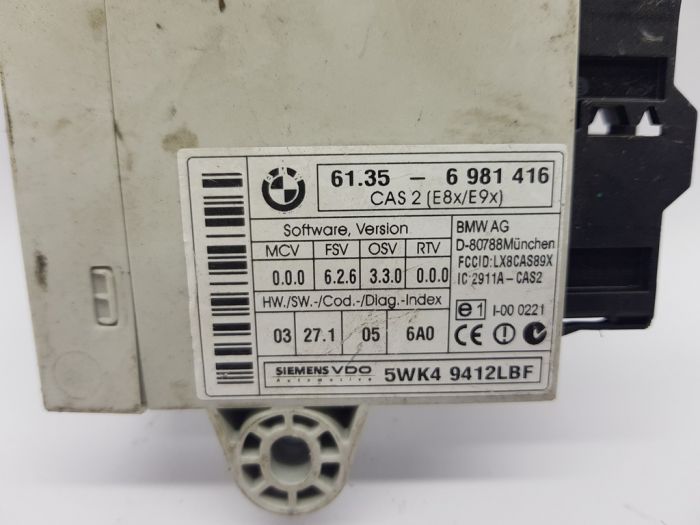 61.35 - 6 981 416
CAS 2 (E8x/E9x)
Software, Version
MCV FSV OSV RTV
0.0.0 6.2.6 3.3.0 0.0.0
HW./SW.-/Cod.-/Diag.-Index
03 27.1 05 6A0
BMW AG
D-80788München
FCCID:LX8CAS89X
IC:2911A-CAS2
e1 I-00 0221
CE
SIEMENS VDO
Automotive
5WK4 9412LBF